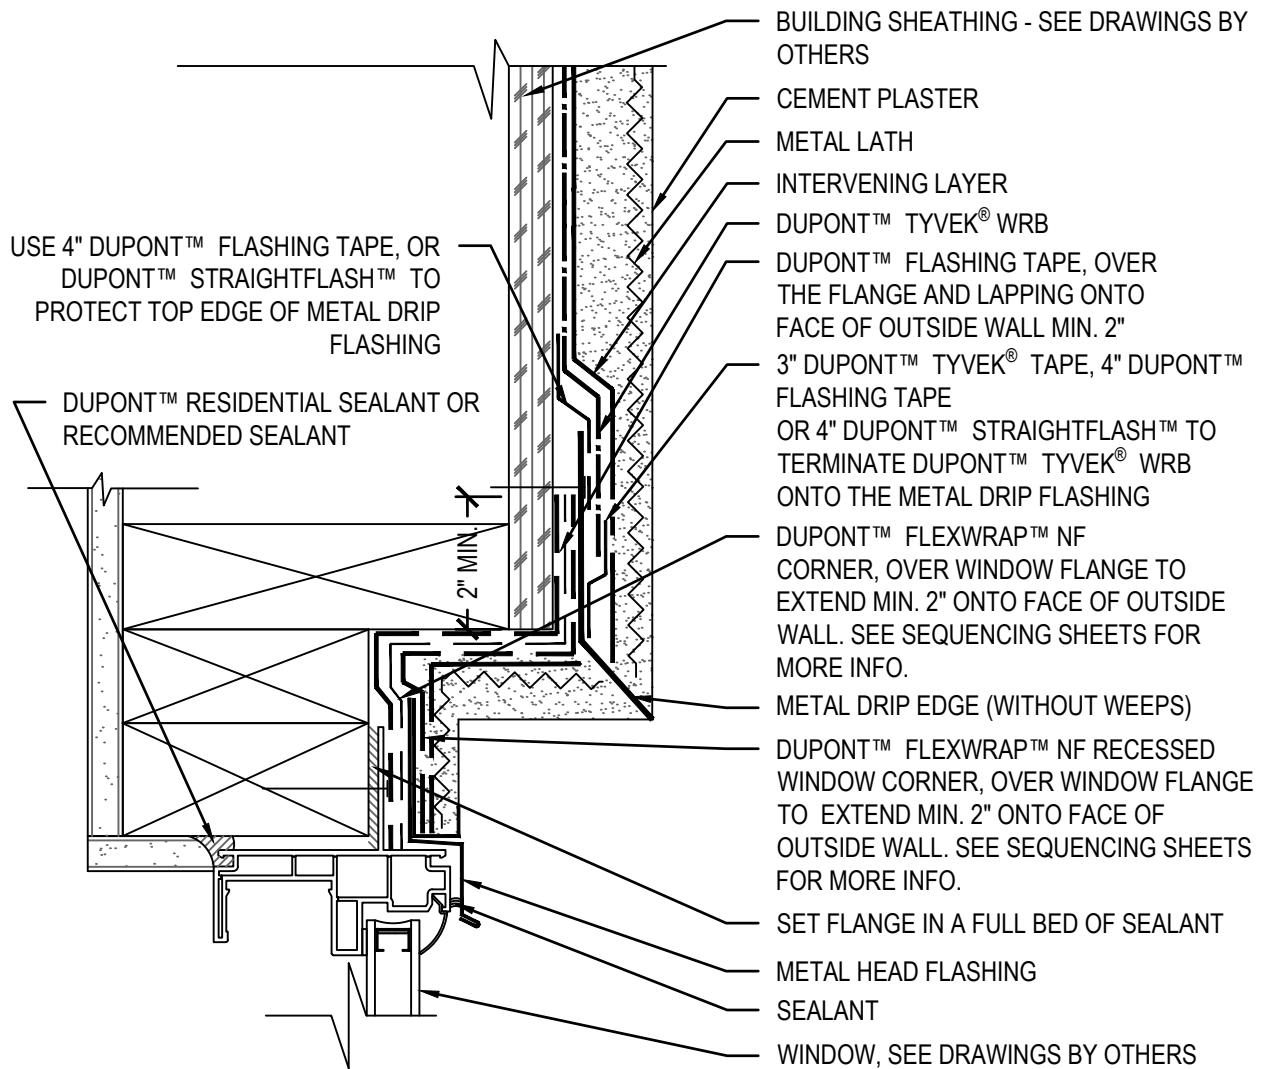 BUILDING SHEATHING - SEE DRAWINGS BY
OTHERS
CEMENT PLASTER
METAL LATH
INTERVENING LAYER
DUPONT™ TYVEK® WRB
USE 4" DUPONT™ FLASHING TAPE, OR
DUPONT™ STRAIGHTFLASH™ TO
PROTECT TOP EDGE OF METAL DRIP
FLASHING
DUPONT™ FLASHING TAPE, OVER
THE FLANGE AND LAPPING ONTO
FACE OF OUTSIDE WALL MIN. 2"
3" DUPONT™ TYVEK® TAPE, 4" DUPONT™
FLASHING TAPE
OR 4" DUPONT™ STRAIGHTFLASH™ TO
TERMINATE DUPONT™ TYVEK® WRB
ONTO THE METAL DRIP FLASHING
DUPONT™ RESIDENTIAL SEALANT OR
RECOMMENDED SEALANT
2" MIN.
DUPONT™ FLEXWRAP™ NF
CORNER, OVER WINDOW FLANGE TO
EXTEND MIN. 2" ONTO FACE OF OUTSIDE
WALL. SEE SEQUENCING SHEETS FOR
MORE INFO.
METAL DRIP EDGE (WITHOUT WEEPS)
DUPONT™ FLEXWRAP™ NF RECESSED
WINDOW CORNER, OVER WINDOW FLANGE
TO EXTEND MIN. 2" ONTO FACE OF
OUTSIDE WALL. SEE SEQUENCING SHEETS
FOR MORE INFO.
SET FLANGE IN A FULL BED OF SEALANT
METAL HEAD FLASHING
SEALANT
WINDOW, SEE DRAWINGS BY OTHERS